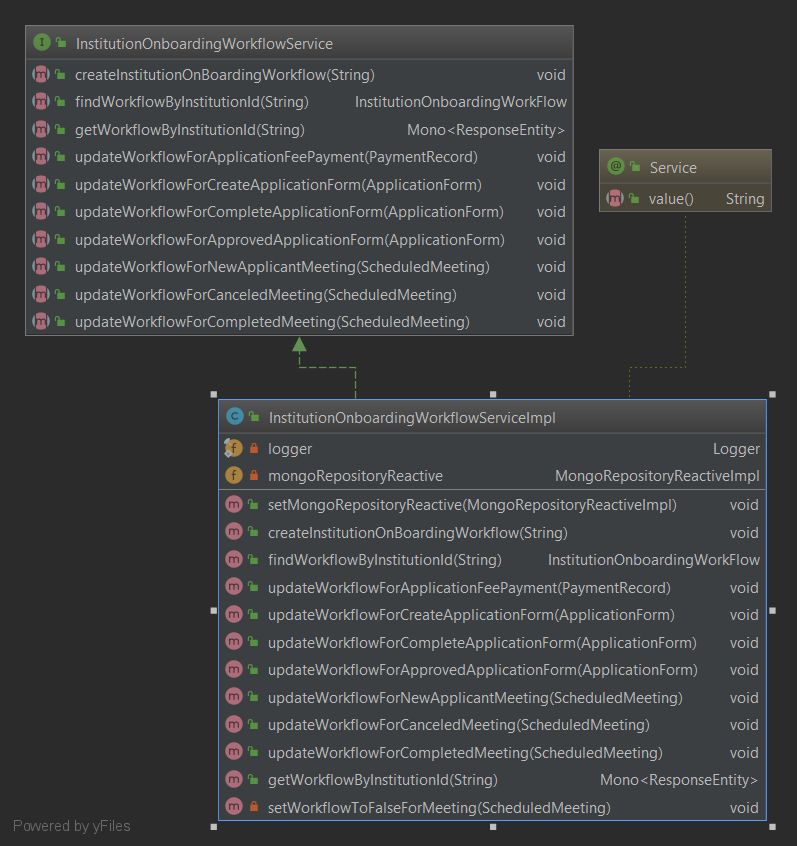 I InstitutionOnboardingWorkflowService
m createInstitutionOnBoardingWorkflow(String) void
m findWorkflowByInstitutionId(String) InstitutionOnboardingWorkFlow
m getWorkflowByInstitutionId(String) Mono<ResponseEntity>
m updateWorkflowForApplicationFeePayment(PaymentRecord) void
m updateWorkflowForCreateApplicationForm(ApplicationForm) void
m updateWorkflowForCompleteApplicationForm(ApplicationForm) void
m updateWorkflowForApprovedApplicationForm(ApplicationForm) void
m updateWorkflowForNewApplicantMeeting(ScheduledMeeting) void
m updateWorkflowForCanceledMeeting(ScheduledMeeting) void
m updateWorkflowForCompletedMeeting(ScheduledMeeting) void
@ Service
m value() String
C InstitutionOnboardingWorkflowServiceImpl
f logger Logger
f mongoRepositoryReactive MongoRepositoryReactiveImpl
m setMongoRepositoryReactive(MongoRepositoryReactiveImpl) void
m createInstitutionOnBoardingWorkflow(String) void
m findWorkflowByInstitutionId(String) InstitutionOnboardingWorkFlow
m updateWorkflowForApplicationFeePayment(PaymentRecord) void
m updateWorkflowForCreateApplicationForm(ApplicationForm) void
m updateWorkflowForCompleteApplicationForm(ApplicationForm) void
m updateWorkflowForApprovedApplicationForm(ApplicationForm) void
m updateWorkflowForNewApplicantMeeting(ScheduledMeeting) void
m updateWorkflowForCanceledMeeting(ScheduledMeeting) void
m updateWorkflowForCompletedMeeting(ScheduledMeeting) void
m getWorkflowByInstitutionId(String) Mono<ResponseEntity>
m setWorkflowToFalseForMeeting(ScheduledMeeting) void
Powered by yFiles